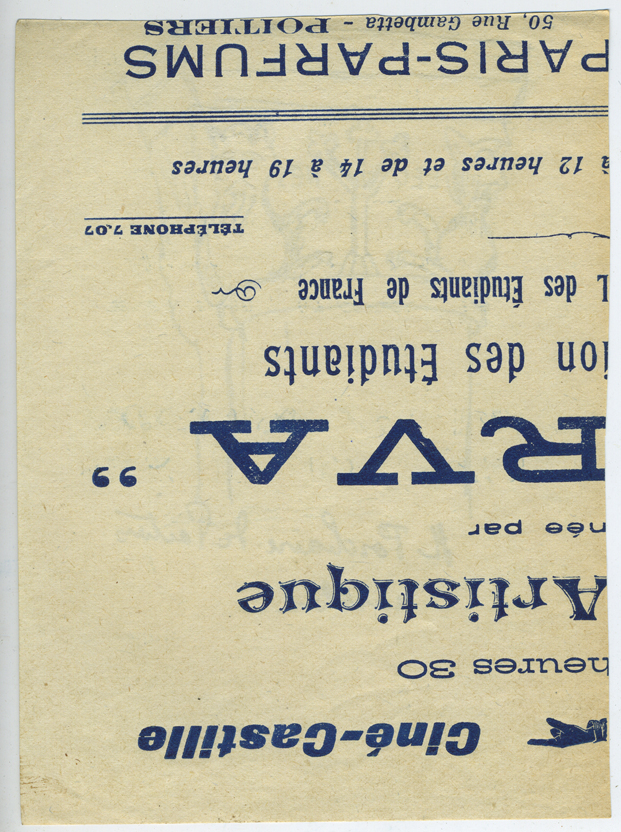 Ciné-Castille
heures 30
Artistique
née par
RVA ”
ion des Étudiants
des Étudiants de France
TÉLÉPHONE 7.07
à 12 heures et de 14 à 19 heures
PARIS-PARFUMS
50, Rue Gambetta - POITIERS